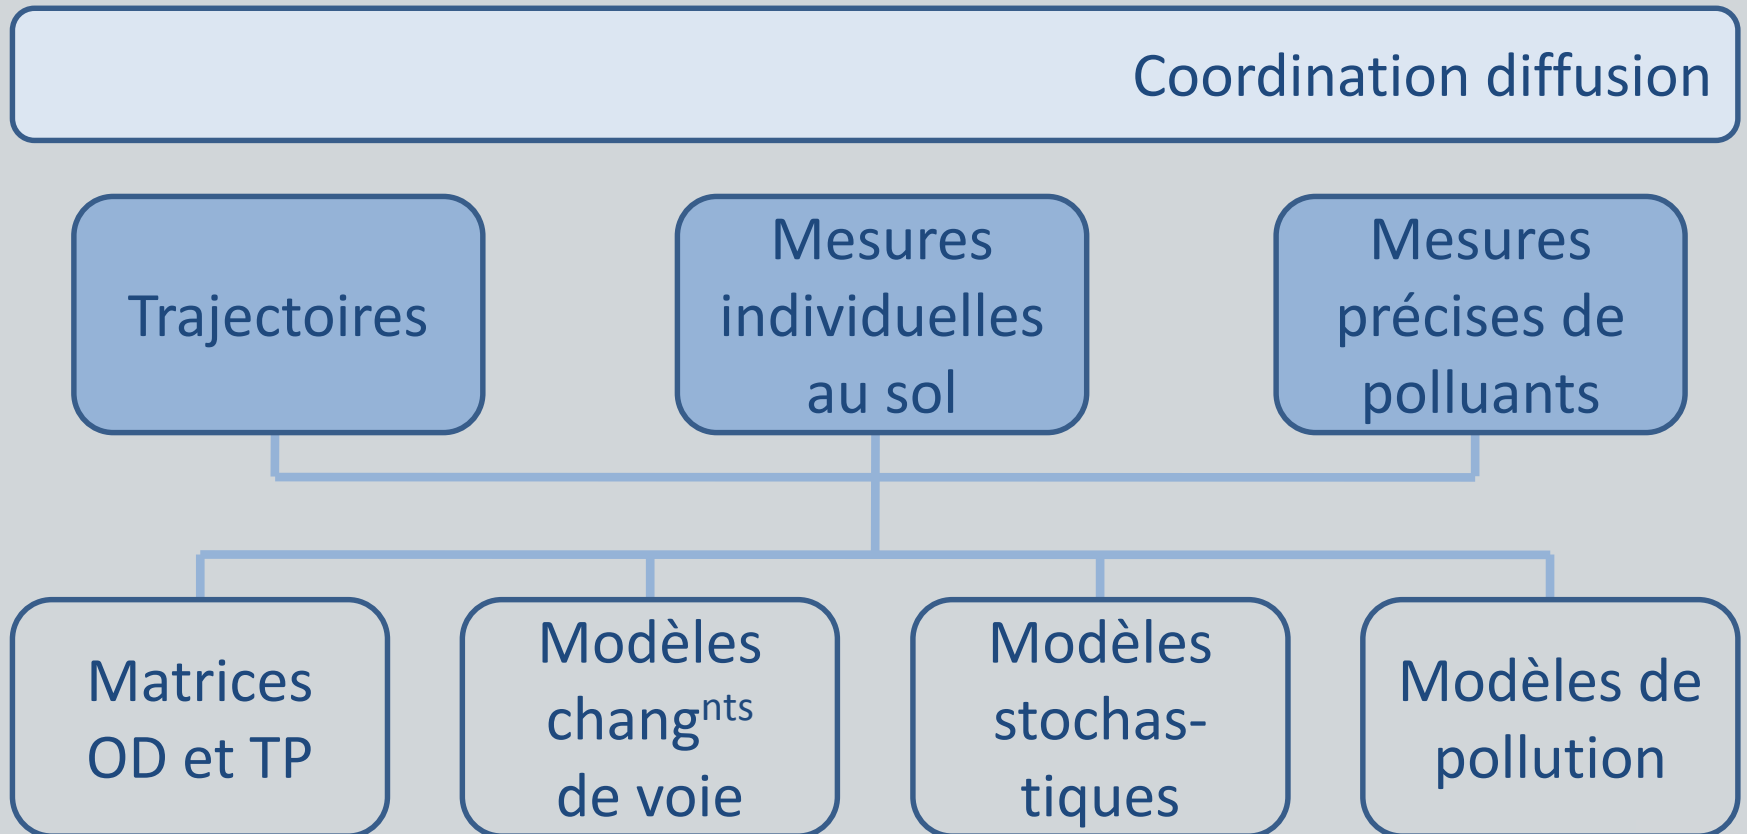 Coordination diffusion
Trajectoires
Mesures
individuelles
au sol
Mesures
précises de
polluants
Matrices
OD et TP
Modèles
changnts
de voie
Modèles
stochas-
tiques
Modèles de
pollution